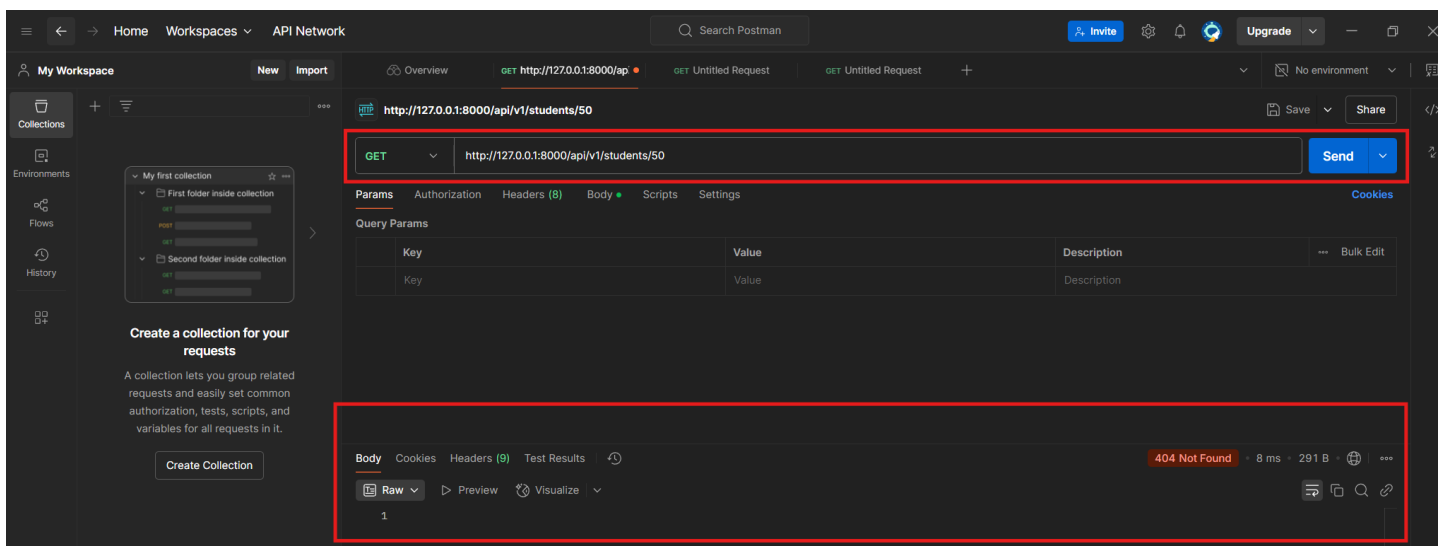 Home Workspaces API Network Search Postman Invite Upgrade
My Workspace New Import Overview GET http://127.0.0.1:8000/ap GET Untitled Request GET Untitled Request + No environment
Collections
HTTP http://127.0.0.1:8000/api/v1/students/50 Save Share
GET http://127.0.0.1:8000/api/v1/students/50 Send
Environments
My first collection
Params Authorization Headers (8) Body Scripts Settings Cookies
First folder inside collection
GET
Flows
POST
Query Params
GET
History
Key Value Description Bulk Edit
Second folder inside collection
GET
Key Value Description
GET
Create a collection for your
requests
A collection lets you group related
requests and easily set common
authorization, tests, scripts, and
variables for all requests in it.
Create Collection
Body Cookies Headers (9) Test Results 404 Not Found 8 ms 291 B
Raw Preview Visualize
1